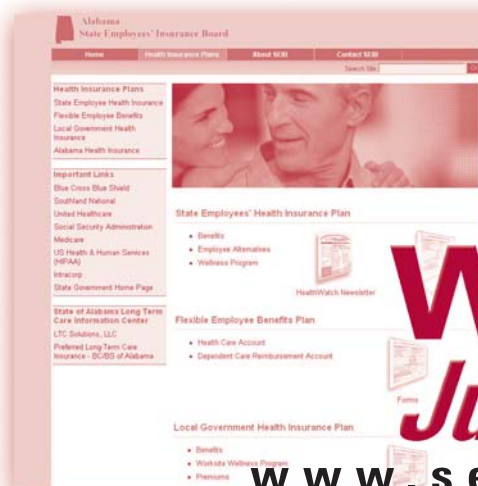 Alabama
State Employees' Insurance Board
Home Health Insurance Plans About SEIB Contact SEIB
Search Site: GO
Health Insurance Plans
State Employee Health Insurance
Flexible Employee Benefits
Local Government Health
Insurance
Alabama Health Insurance
Important Links
Blue Cross Blue Shield
Southland National
United Healthcare
Social Security Administration
Medicare
US Health & Human Services
(HIPAA)
Intracorp
State Government Home Page
State of Alabama Long Term
Care Information Center
LTC Solutions, LLC
Preferred Long-Term Care
Insurance - BC/BS of Alabama
State Employees' Health Insurance Plan
• Benefits
• Employee Alternatives
• Wellness Program
HealthWatch Newsletter
Flexible Employee Benefits Plan
• Health Care Account
• Dependent Care Reimbursement Account
Forms
Local Government Health Insurance Plan
• Benefits
• Worksite Wellness Program
• Premiums
W
Ju
www.se